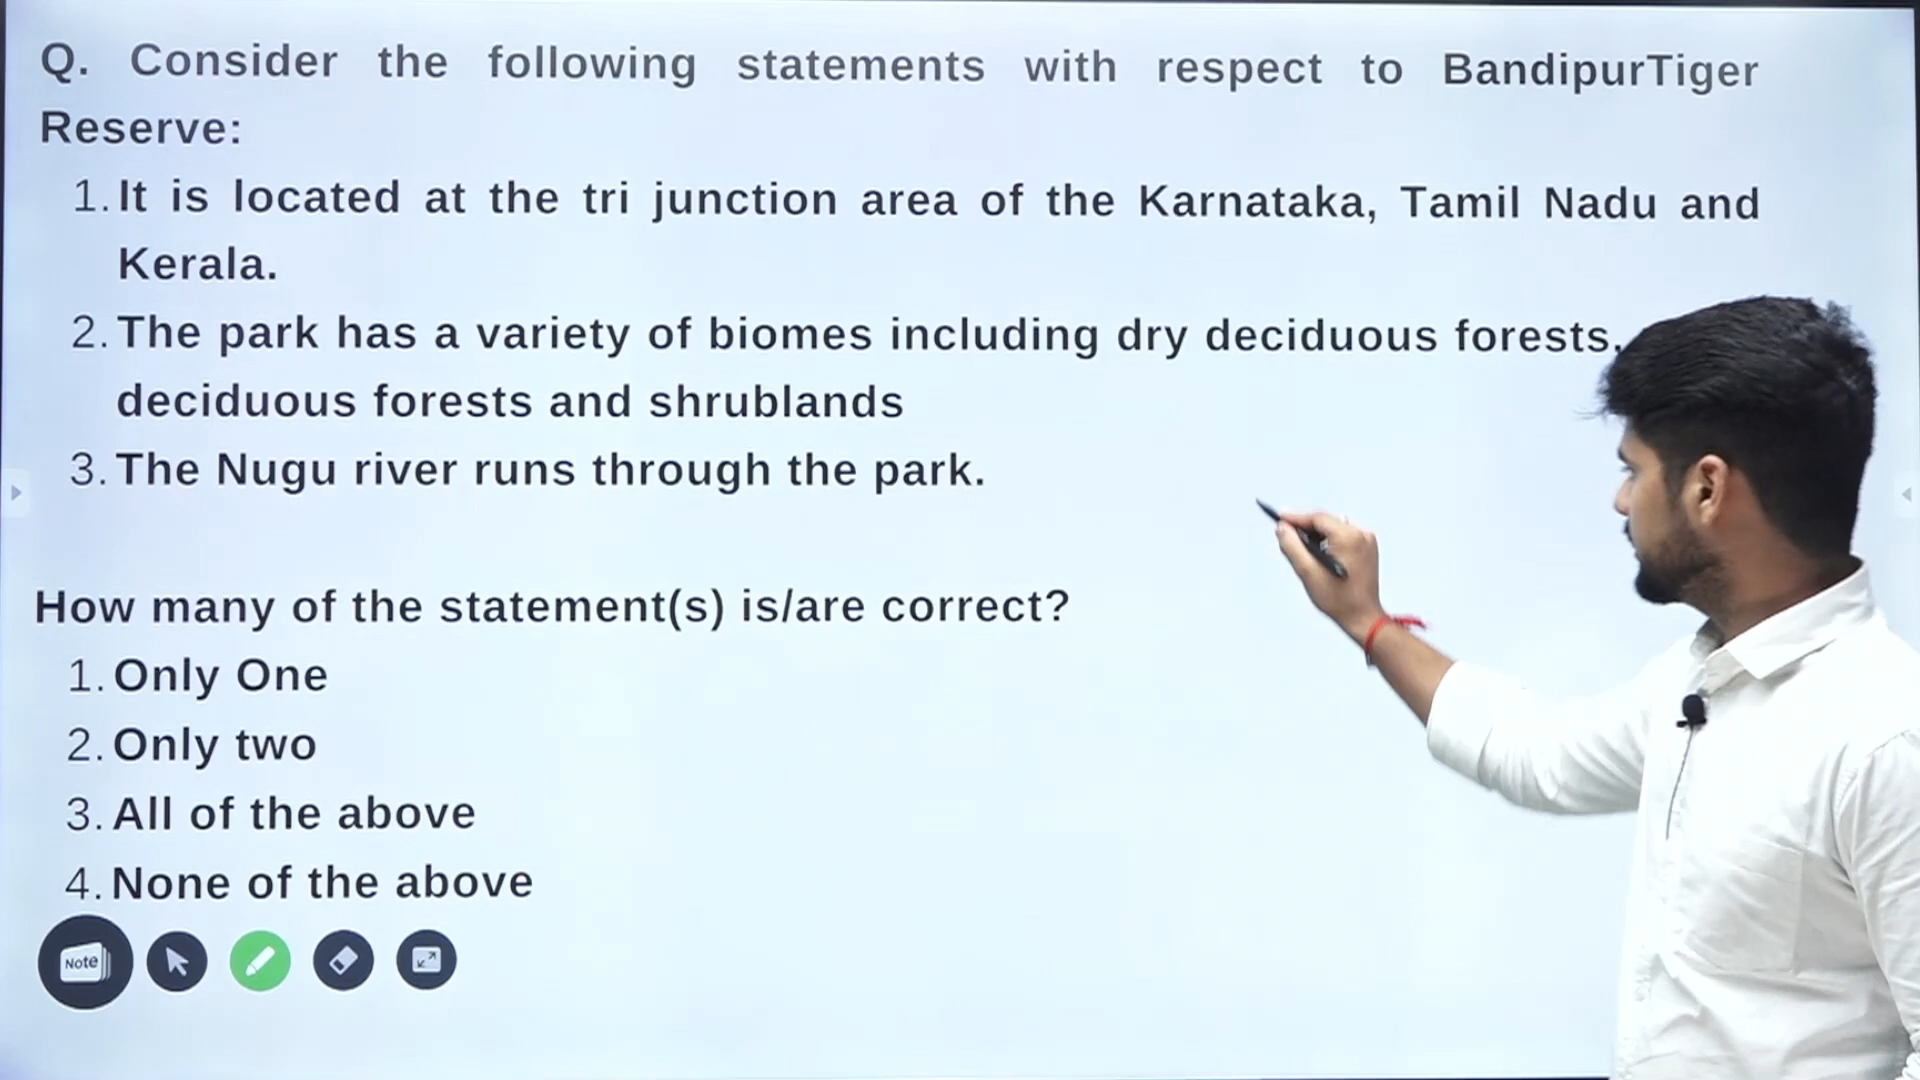 Q. Consider the following statements with respect to BandipurTiger
Reserve:
1. It is located at the tri junction area of the Karnataka, Tamil Nadu and
Kerala.
2. The park has a variety of biomes including dry deciduous forests,
deciduous forests and shrublands
3. The Nugu river runs through the park.
How many of the statement(s) is/are correct?
1. Only One
2. Only two
3. All of the above
4. None of the above
Note